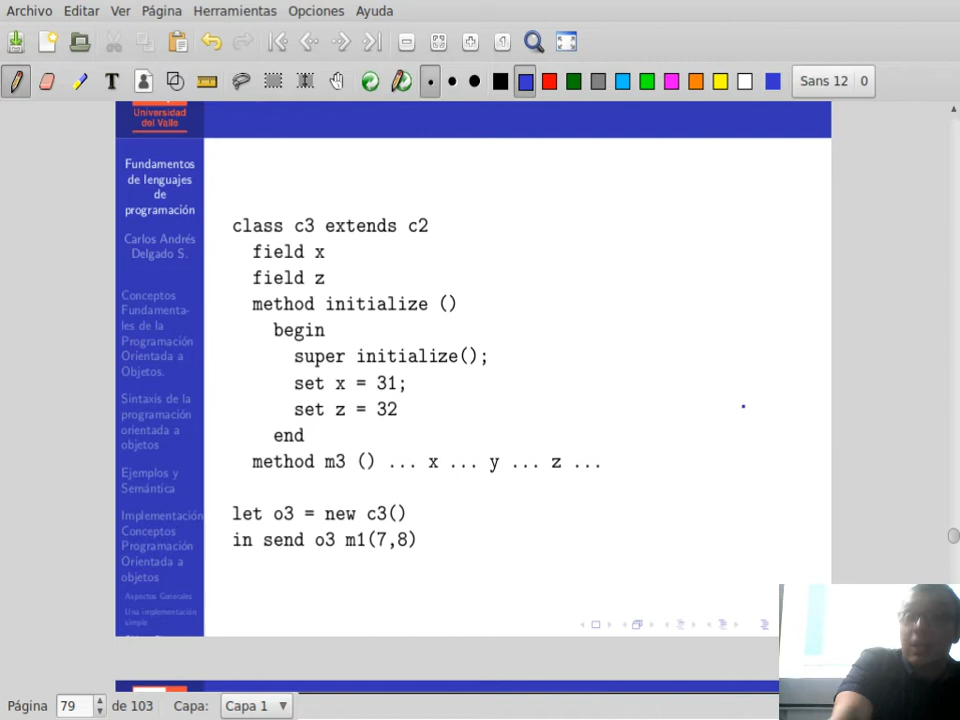 Archivo Editar Ver Página Herramientas Opciones Ayuda
Sans 12 0
Universidad
del Valle
Fundamentos
de lenguajes
de
programación
Carlos Andrés
Delgado S.
Conceptos
Fundamenta-
les de la
Programación
Orientada a
Objetos.
Sintaxis de la
programación
orientada a
objetos
Ejemplos y
Semántica
Implementación
Conceptos
Programación
Orientada a
objetos
Aspectos Generales
Una implementación
simple
class c3 extends c2
field x
field z
method initialize ()
begin
super initialize();
set x = 31;
set z = 32
end
method m3 () ... x ... y ... z ...
let o3 = new c3()
in send o3 m1(7,8)
Página 79 de 103 Capa: Capa 1